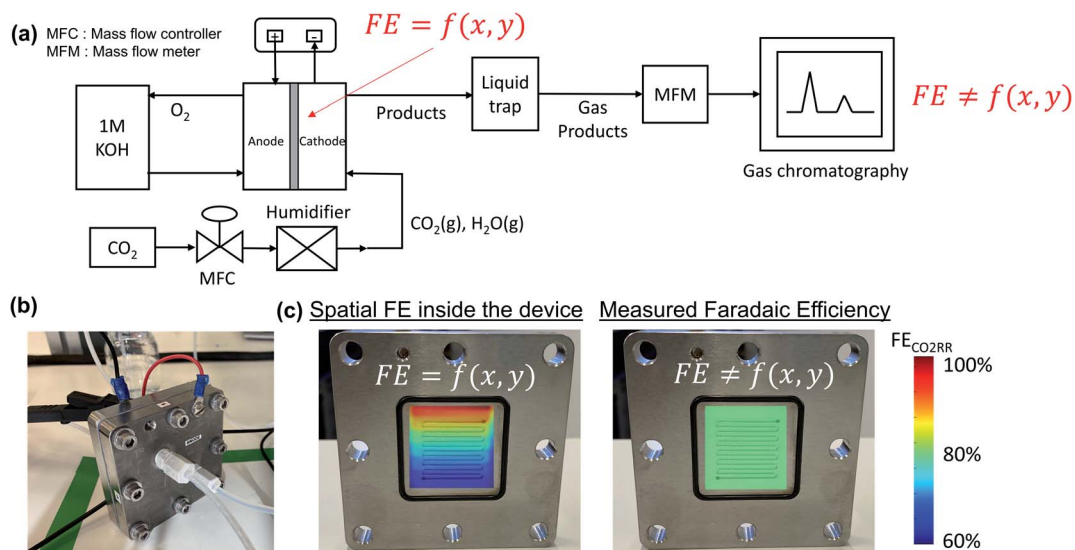 (a) MFC : Mass flow controller
MFM : Mass flow meter
FE = f(x, y)
+ -
1M
KOH
O₂
Anode
Cathode
Products
Liquid
trap
Gas
Products
MFM
Gas chromatography
FE ≠ f(x, y)
CO₂
MFC
Humidifier
CO₂(g), H₂O(g)
(b)
(c) Spatial FE inside the device
Measured Faradaic Efficiency
FE = f(x, y)
FE ≠ f(x, y)
FE_CO2RR
100%
80%
60%